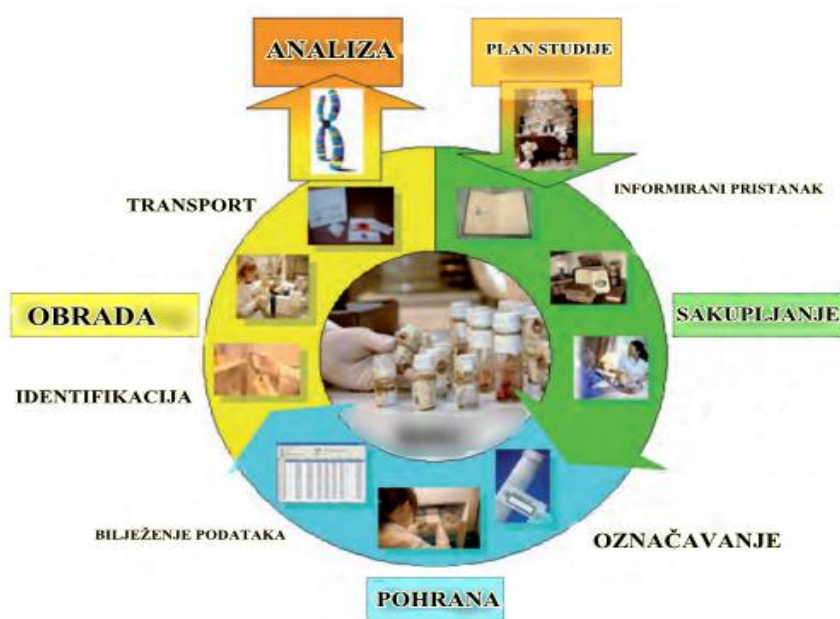 ANALIZA
PLAN STUDIJE
TRANSPORT
INFORMIRANI PRISTANAK
OBRADA
SAKUPLJANJE
IDENTIFIKACIJA
BILJEŽENJE PODATAKA
OZNAČAVANJE
POHRANA